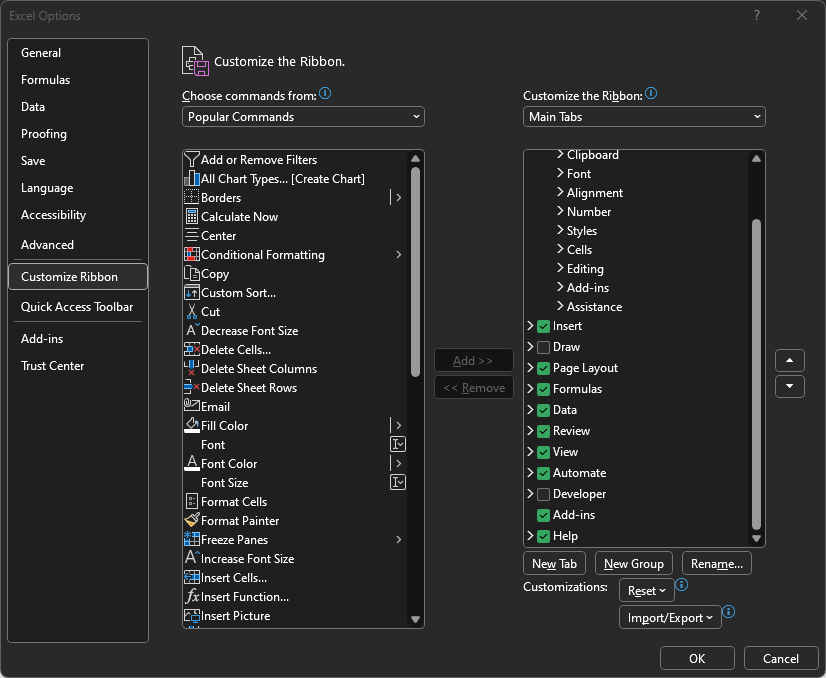 Excel Options
?
General
Formulas
Data
Proofing
Save
Language
Accessibility
Advanced
Customize Ribbon
Quick Access Toolbar
Add-ins
Trust Center
Customize the Ribbon.
Choose commands from:
Popular Commands
Add or Remove Filters
All Chart Types... [Create Chart]
Borders
Calculate Now
Center
Conditional Formatting
Copy
Custom Sort...
Cut
Decrease Font Size
Delete Cells...
Delete Sheet Columns
Delete Sheet Rows
Email
Fill Color
Font
Font Color
Font Size
Format Cells
Format Painter
Freeze Panes
Increase Font Size
Insert Cells...
Insert Function...
Insert Picture
Add >>
<< Remove
Customize the Ribbon:
Main Tabs
Clipboard
Font
Alignment
Number
Styles
Cells
Editing
Add-ins
Assistance
Insert
Draw
Page Layout
Formulas
Data
Review
View
Automate
Developer
Add-ins
Help
New Tab
New Group
Rename...
Customizations:
Reset
Import/Export
OK
Cancel